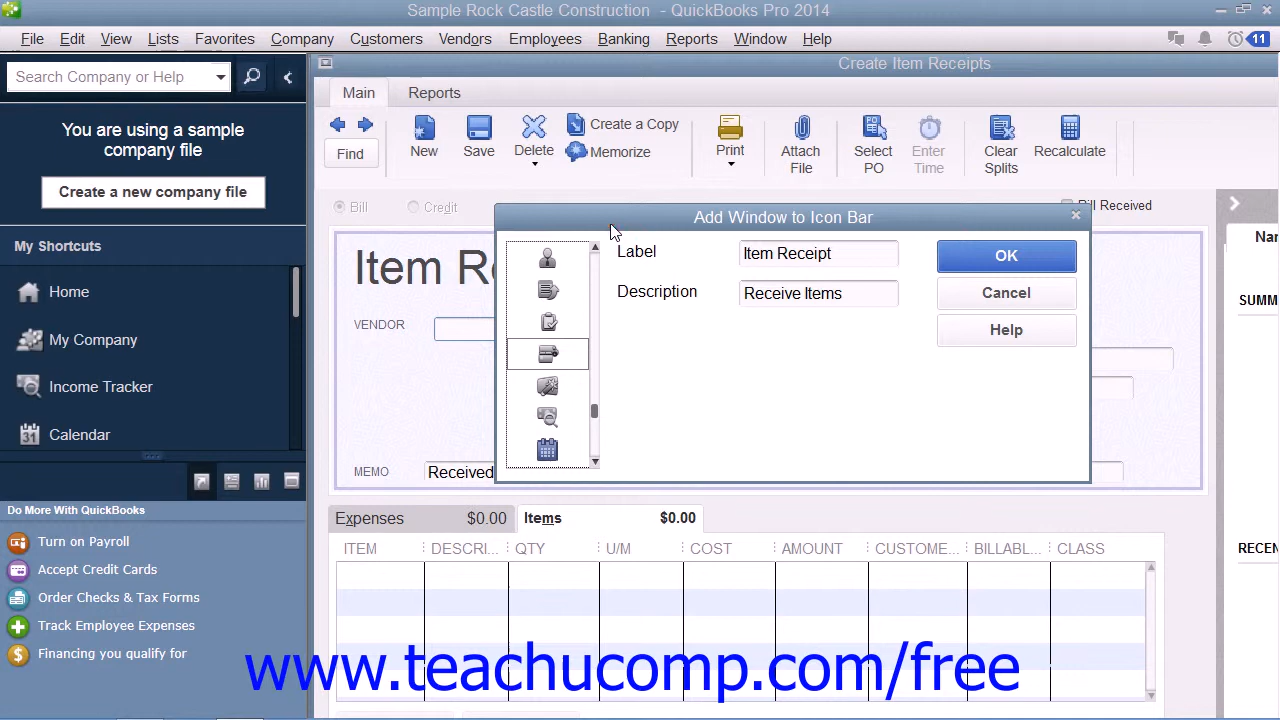 Sample Rock Castle Construction - QuickBooks Pro 2014
File Edit View Lists Favorites Company Customers Vendors Employees Banking Reports Window Help
11
Search Company or Help
You are using a sample
company file
Create a new company file
My Shortcuts
Home
My Company
Income Tracker
31 Calendar
Do More With QuickBooks
Turn on Payroll
Accept Credit Cards
Order Checks & Tax Forms
Track Employee Expenses
$ Financing you qualify for
Create Item Receipts
Main Reports
Find
New
Save
Delete
Create a Copy
Memorize
Print
Attach
File
PO
Select
PO
Enter
Time
Clear
Splits
Recalculate
Bill Credit
Bill Received
Item Re
VENDOR
MEMO Received
Add Window to Icon Bar
Label Item Receipt
Description Receive Items
OK
Cancel
Help
Nar
SUMM
RECEN
Expenses $0.00 Items $0.00
ITEM DESCRI... QTY U/M COST AMOUNT CUSTOME... BILLABL... CLASS
www.teachucomp.com/free